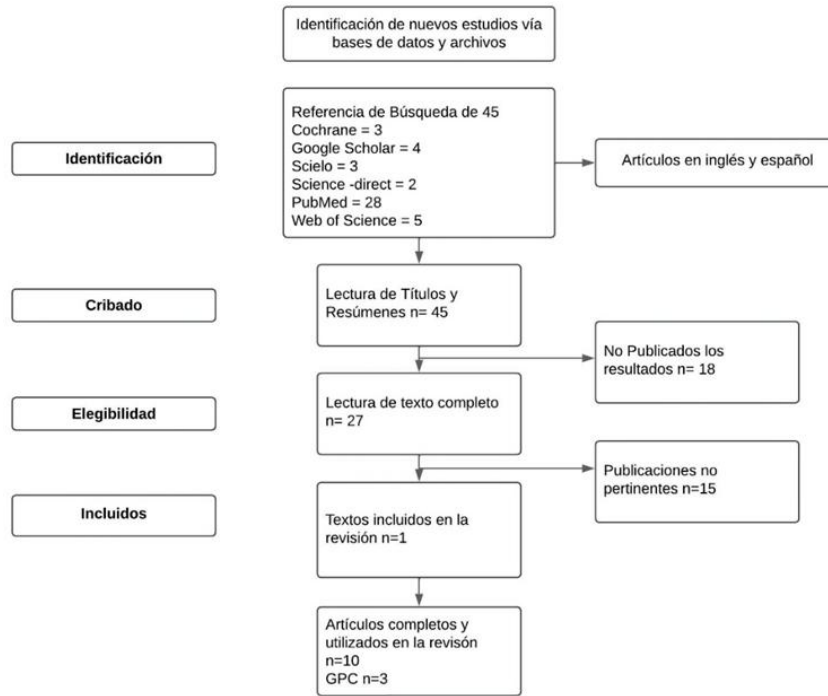 Identificación de nuevos estudios vía
bases de datos y archivos
Identificación
Referencia de Búsqueda de 45
Cochrane = 3
Google Scholar = 4
Scielo = 3
Science -direct = 2
PubMed = 28
Web of Science = 5
Artículos en inglés y español
Cribado
Lectura de Títulos y
Resúmenes n= 45
No Publicados los
resultados n= 18
Elegibilidad
Lectura de texto completo
n= 27
Publicaciones no
pertinentes n=15
Incluidos
Textos incluidos en la
revisión n=1
Artículos completos y
utilizados en la revisón
n=10
GPC n=3